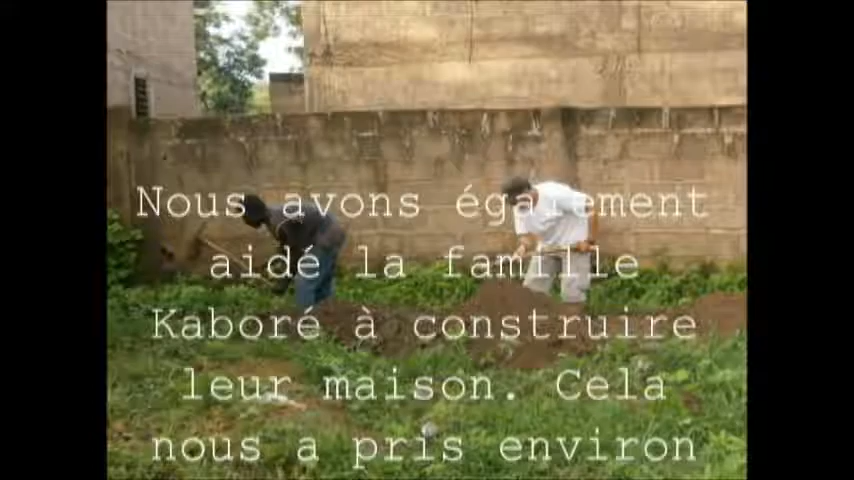 Nous avons également
aidé la famille
Kaboré à construire
leur maison. Cela
nous a pris environ